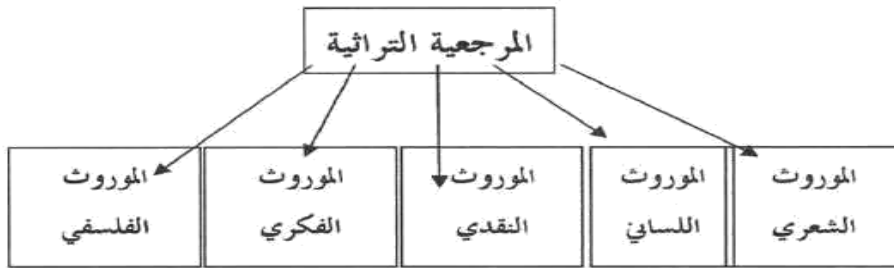 المرجعية التراثية
الموروث
الشعري
الموروث
اللساني
الموروث
النقدي
الموروث
الفكري
الموروث
الفلسفي